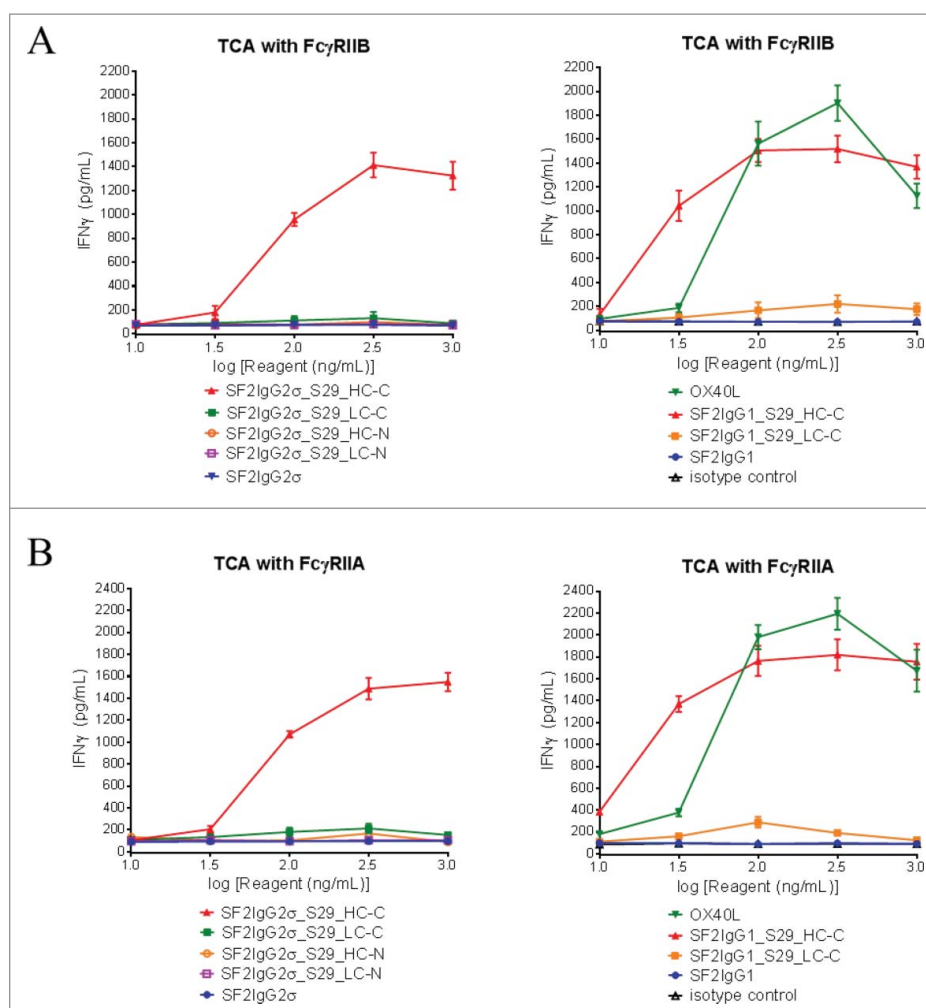 A
TCA with FcγRIIB
2200
2000
1800
1600
1400
1200
1000
800
600
400
200
0
IFNγ (pg/mL)
1.0 1.5 2.0 2.5 3.0
log [Reagent (ng/mL)]
SF2IgG2σ_S29_HC-C
SF2IgG2σ_S29_LC-C
SF2IgG2σ_S29_HC-N
SF2IgG2σ_S29_LC-N
SF2IgG2σ
TCA with FcγRIIB
2200
2000
1800
1600
1400
1200
1000
800
600
400
200
0
IFNγ (pg/mL)
1.0 1.5 2.0 2.5 3.0
log [Reagent (ng/mL)]
OX40L
SF2IgG1_S29_HC-C
SF2IgG1_S29_LC-C
SF2IgG1
isotype control
B
TCA with FcγRIIA
2400
2200
2000
1800
1600
1400
1200
1000
800
600
400
200
0
IFNγ (pg/mL)
1.0 1.5 2.0 2.5 3.0
log [Reagent (ng/mL)]
SF2IgG2σ_S29_HC-C
SF2IgG2σ_S29_LC-C
SF2IgG2σ_S29_HC-N
SF2IgG2σ_S29_LC-N
SF2IgG2σ
TCA with FcγRIIA
2400
2200
2000
1800
1600
1400
1200
1000
800
600
400
200
0
IFNγ (pg/mL)
1.0 1.5 2.0 2.5 3.0
log [Reagent (ng/mL)]
OX40L
SF2IgG1_S29_HC-C
SF2IgG1_S29_LC-C
SF2IgG1
isotype control